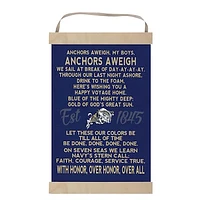 ANCHORS AWEIGH, MY BOYS,
ANCHORS AWEIGH
WE SAIL AT BREAK OF DAY-AY-AY-AY,
THROUGH OUR LAST NIGHT ASHORE,
DRINK TO THE FOAM,
HERE'S WISHING YOU A
HAPPY VOYAGE HOME.
BLUE OF THE MIGHTY DEEP;
GOLD OF GOD'S GREAT SUN.
Est 1845
LET THESE OUR COLORS BE
TILL ALL OF TIME
BE DONE, DONE, DONE, DONE.
ON SEVEN SEAS WE LEARN
NAVY'S STERN CALL:
FAITH, COURAGE, SERVICE TRUE,
WITH HONOR, OVER HONOR, OVER ALL